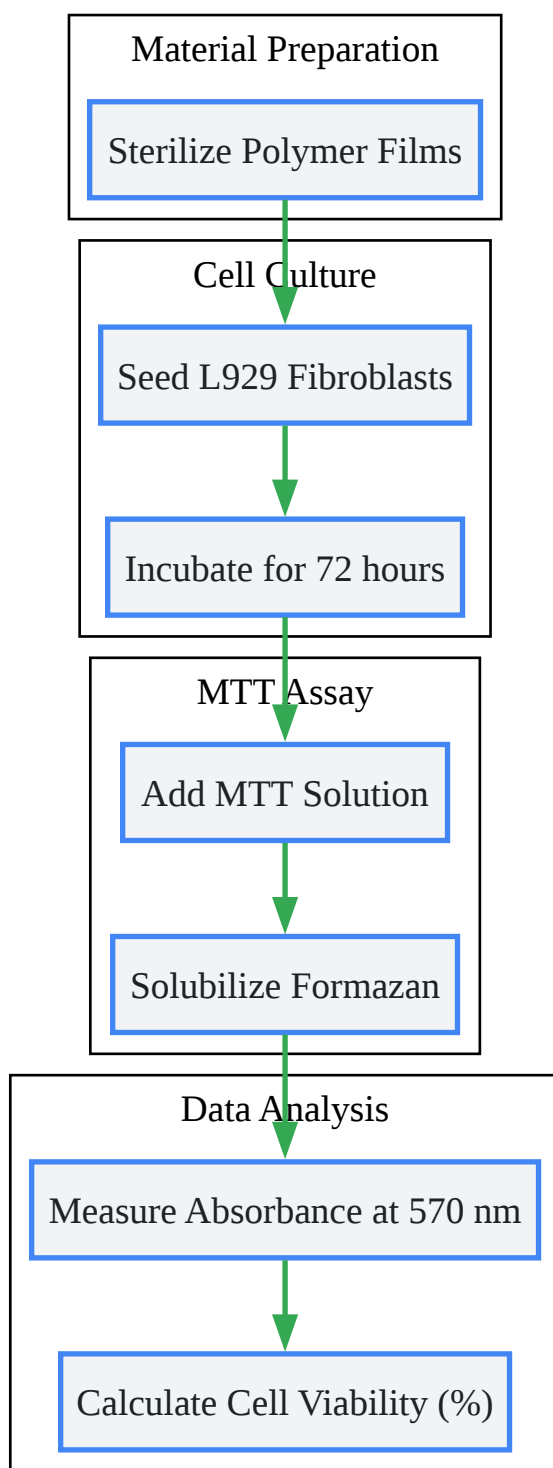 Material Preparation
Sterilize Polymer Films
Cell Culture
Seed L929 Fibroblasts
Incubate for 72 hours
MTT Assay
Add MTT Solution
Solubilize Formazan
Data Analysis
Measure Absorbance at 570 nm
Calculate Cell Viability (%)